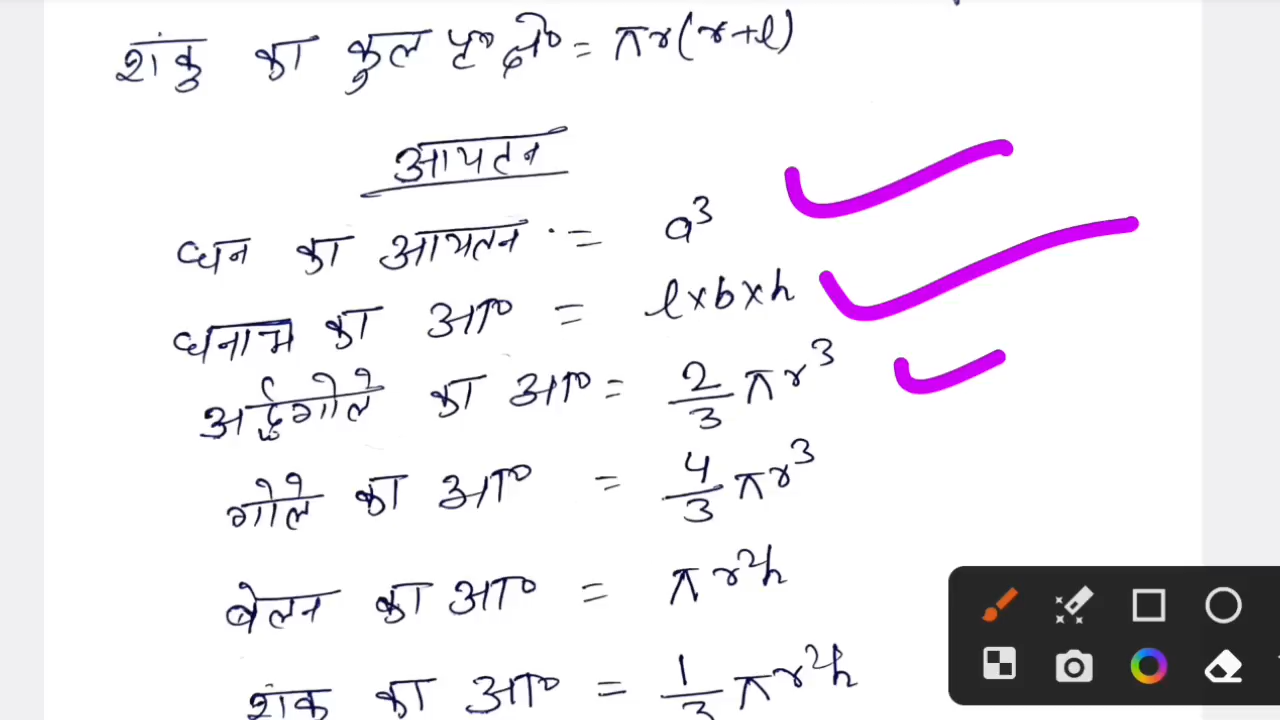 शंकु का कुल पृ० क्षे० = πr(r+l)
आयतन
घन का आयतन = a³
घनाभ का आ० = l×b×h
अर्द्धगोले का आ० = 2/3 πr³
गोले का आ० = 4/3 πr³
बेलन का आ० = πr²h
शंकु का आ० = 1/3 πr²h